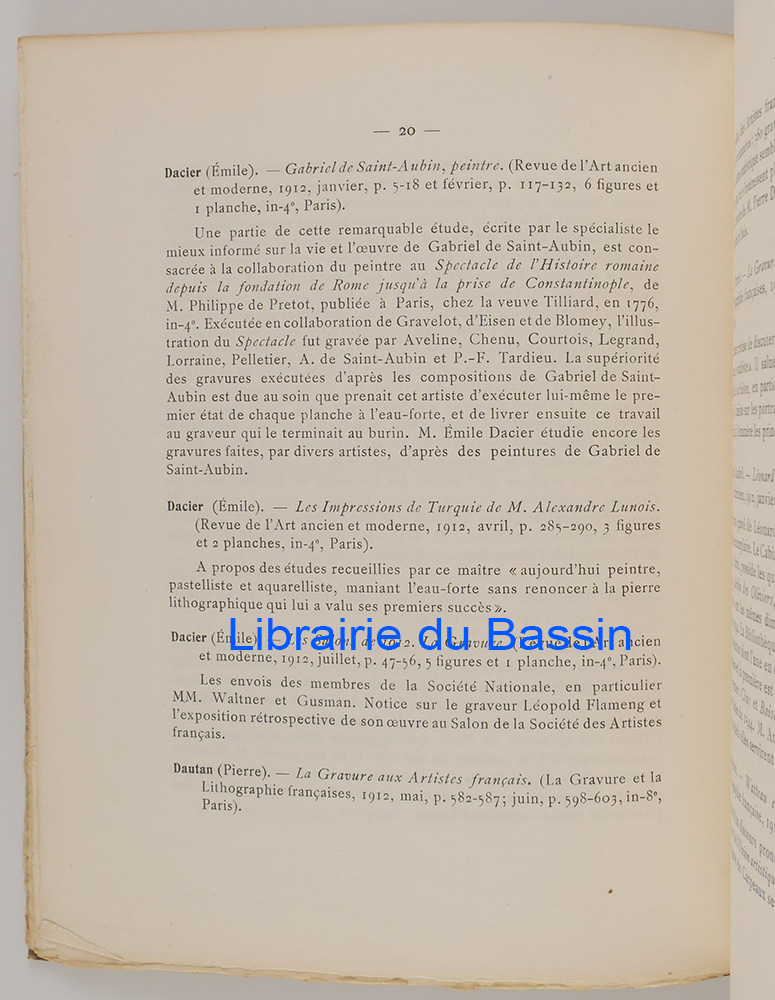 — 20 —
Dacier (Émile). — Gabriel de Saint-Aubin, peintre. (Revue de l'Art ancien
et moderne, 1912, janvier, p. 5-18 et février, p. 117-132, 6 figures et
1 planche, in-4°, Paris).
Une partie de cette remarquable étude, écrite par le spécialiste le
mieux informé sur la vie et l'œuvre de Gabriel de Saint-Aubin, est con-
sacrée à la collaboration du peintre au Spectacle de l'Histoire romaine
depuis la fondation de Rome jusqu'à la prise de Constantinople, de
M. Philippe de Pretot, publiée à Paris, chez la veuve Tilliard, en 1776,
in-4°. Exécutée en collaboration de Gravelot, d'Eisen et de Blomey, l'illus-
tration du Spectacle fut gravée par Aveline, Chenu, Courtois, Legrand,
Lorraine, Pelletier, A. de Saint-Aubin et P.-F. Tardieu. La supériorité
des gravures exécutées d'après les compositions de Gabriel de Saint-
Aubin est due au soin que prenait cet artiste d'exécuter lui-même le pre-
mier état de chaque planche à l'eau-forte, et de livrer ensuite ce travail
au graveur qui le terminait au burin. M. Émile Dacier étudie encore les
gravures faites, par divers artistes, d'après des peintures de Gabriel de
Saint-Aubin.
Dacier (Émile). — Les Impressions de Turquie de M. Alexandre Lunois.
(Revue de l'Art ancien et moderne, 1912, avril, p. 285-290, 3 figures
et 2 planches, in-4°, Paris).
A propos des études recueillies par ce maître « aujourd'hui peintre,
pastelliste et aquarelliste, maniant l'eau-forte sans renoncer à la pierre
lithographique qui lui a valu ses premiers succès ».
Librairie du Bassin
Dacier (Émile). — Les Salons de 1912. La Gravure. (Revue de l'Art ancien
et moderne, 1912, juillet, p. 47-56, 5 figures et 1 planche, in-4°, Paris).
Les envois des membres de la Société Nationale, en particulier
MM. Waltner et Gusman. Notice sur le graveur Léopold Flameng et
l'exposition rétrospective de son œuvre au Salon de la Société des Artistes
français.
Dautan (Pierre). — La Gravure aux Artistes français. (La Gravure et la
Lithographie françaises, 1912, mai, p. 582-587; juin, p. 598-603, in-8°,
Paris).